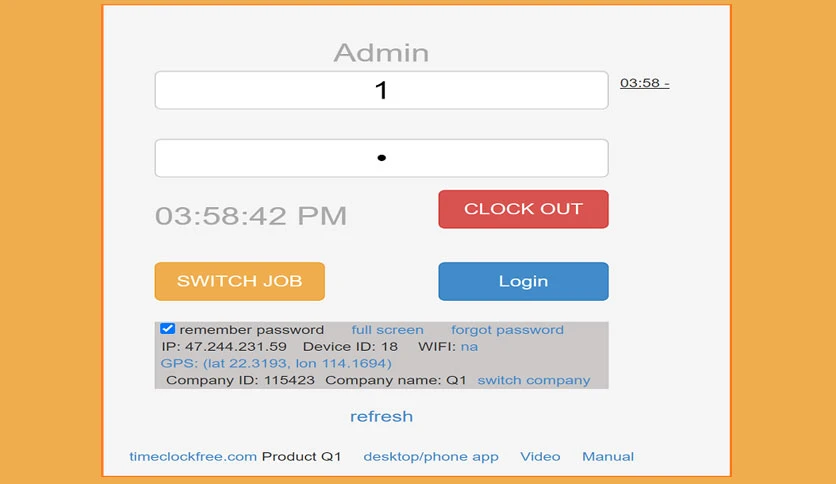 Admin
1
03:58 -
•
03:58:42 PM
CLOCK OUT
SWITCH JOB
Login
remember password full screen forgot password
IP: 47.244.231.59 Device ID: 18 WIFI: na
GPS: (lat 22.3193, lon 114.1694)
Company ID: 115423 Company name: Q1 switch company
refresh
timeclockfree.com Product Q1 desktop/phone app Video Manual